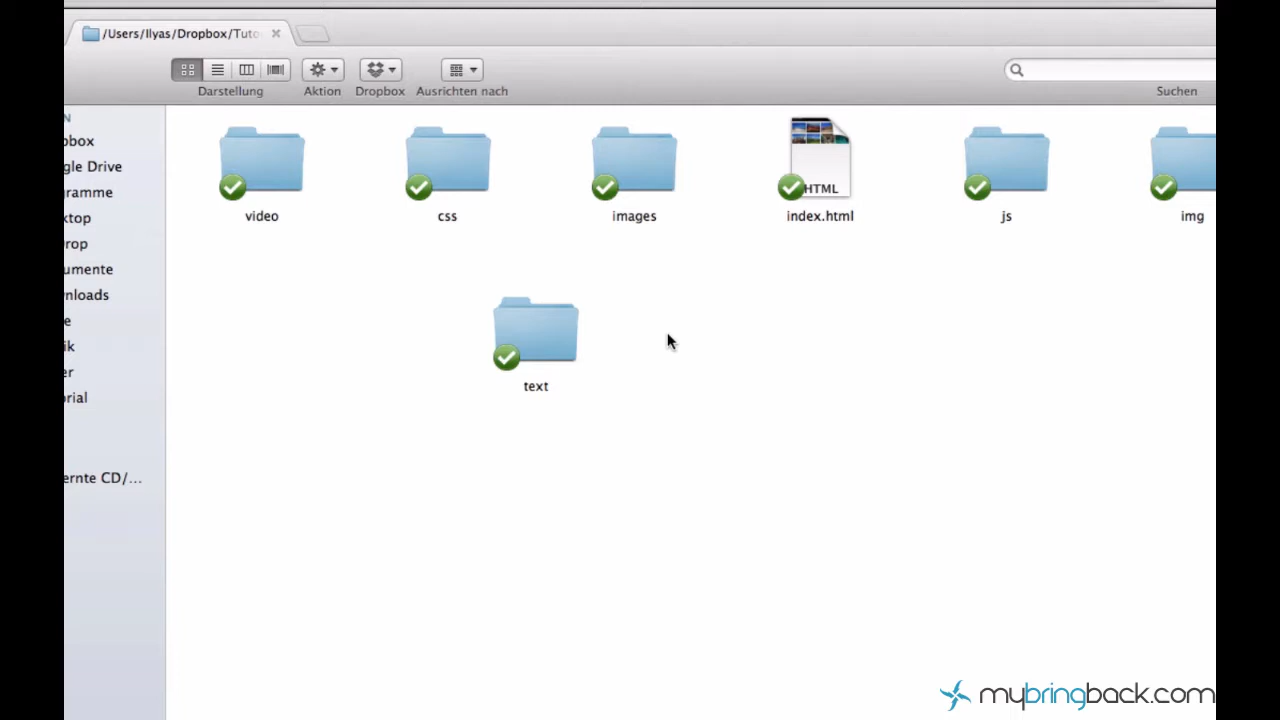 /Users/Ilyas/Dropbox/Tuto
Darstellung
Aktion
Dropbox
Ausrichten nach
Suchen
N
pbox
gle Drive
gramme
ktop
rop
umente
nloads
e
ik
er
orial
ernte CD/...
video
css
images
HTML
index.html
js
img
text
mybringback.com